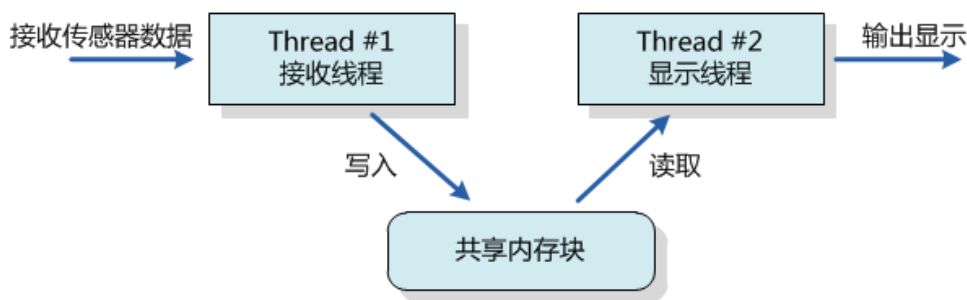 接收传感器数据
Thread #1
接收线程
Thread #2
显示线程
输出显示
写入
读取
共享内存块